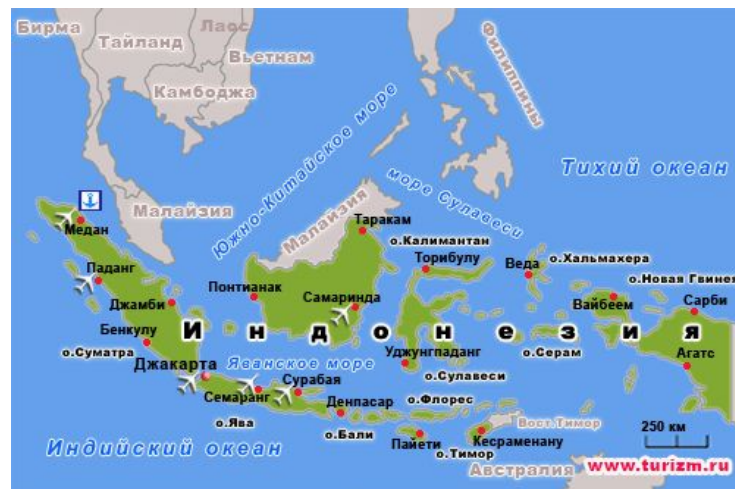 Бирма
Лаос
Тайланд
Вьетнам
Камбоджа
Филиппины
Южно-Китайское море
Тихий океан
море Сулавеси
Малайзия
Малайзия
Медан
Таракам
о.Калимантан
Торибулу
Веда
о.Хальмахера
о.Новая Гвинея
Паданг
Понтианак
Самаринда
Вайбеем
Сарби
Джамби
Индонезия
Бенкулу
о.Суматра
Джакарта
Яванское море
Уджунгпаданг
о.Серам
Агатс
Семаранг
Сурабая
о.Сулавеси
о.Флорес
Денпасар
о.Ява
о.Бали
Пайети
Кесраменану
Вост.Тимор
250 км
Индийский океан
о.Тимор
Австралия
www.turizm.ru